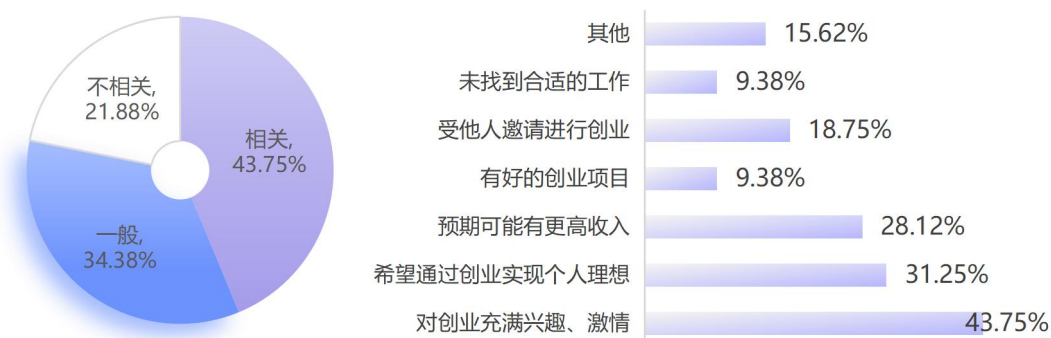 不相关,
21.88%
相关,
43.75%
一般,
34.38%
其他 15.62%
未找到合适的工作 9.38%
受他人邀请进行创业 18.75%
有好的创业项目 9.38%
预期可能有更高收入 28.12%
希望通过创业实现个人理想 31.25%
对创业充满兴趣、激情 43.75%